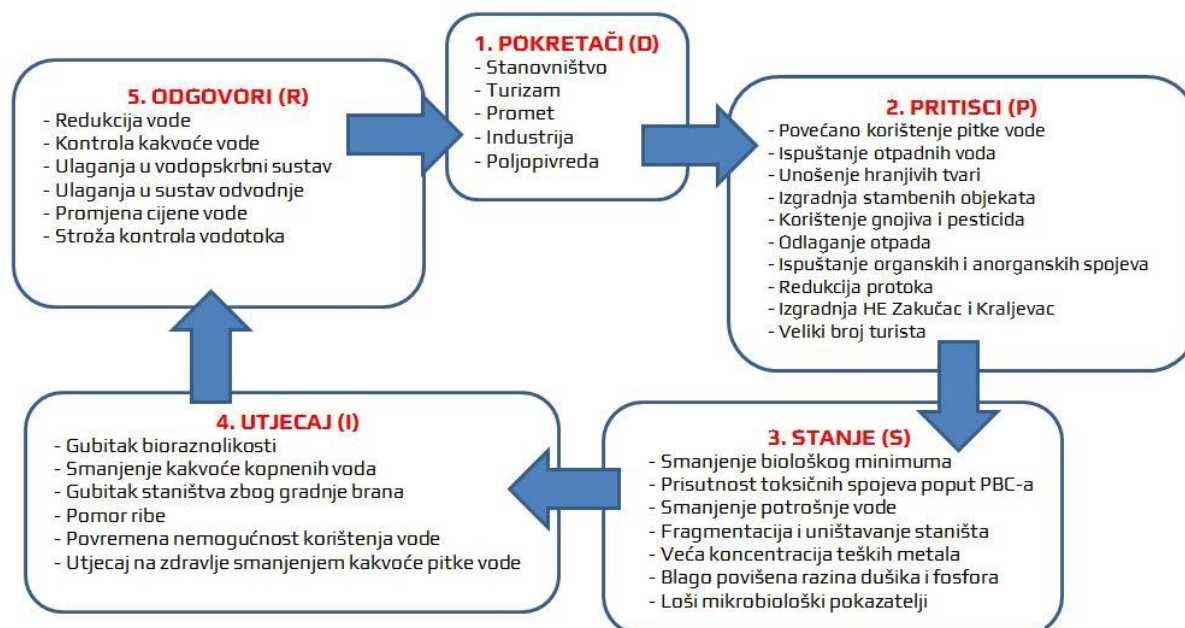 1. POKRETAČI (D)
- Stanovništvo
- Turizam
- Promet
- Industrija
- Poljopivreda
2. PRITISCI (P)
- Povećano korištenje pitke vode
- Ispuštanje otpadnih voda
- Unošenje hranjivih tvari
- Izgradnja stambenih objekata
- Korištenje gnojiva i pesticida
- Odlaganje otpada
- Ispuštanje organskih i anorganskih spojeva
- Redukcija protoka
- Izgradnja HE Zakučac i Kraljevac
- Veliki broj turista
3. STANJE (S)
- Smanjenje biološkog minimuma
- Prisutnost toksičnih spojeva poput PBC-a
- Smanjenje potrošnje vode
- Fragmentacija i uništavanje staništa
- Veća koncentracija teških metala
- Blago povišena razina dušika i fosfora
- Loši mikrobiološki pokazatelji
4. UTJECAJ (I)
- Gubitak bioraznolikosti
- Smanjenje kakvoće kopnenih voda
- Gubitak staništva zbog gradnje brana
- Pomor ribe
- Povremena nemogućnost korištenja vode
- Utjecaj na zdravlje smanjenjem kakvoće pitke vode
5. ODGOVORI (R)
- Redukcija vode
- Kontrola kakvoće vode
- Ulaganja u vodopskrbni sustav
- Ulaganja u sustav odvodnje
- Promjena cijene vode
- Stroža kontrola vodotoka